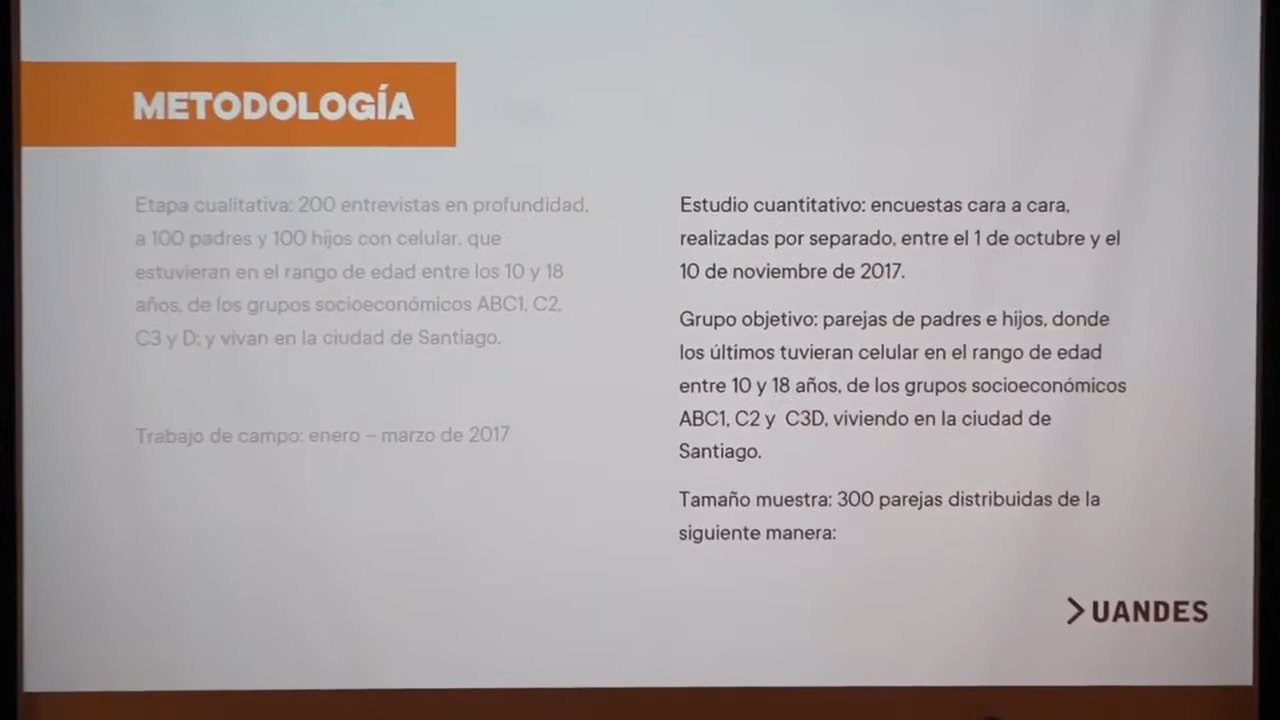 METODOLOGÍA
Etapa cualitativa: 200 entrevistas en profundidad,
a 100 padres y 100 hijos con celular, que
estuvieran en el rango de edad entre los 10 y 18
años, de los grupos socioeconómicos ABC1, C2,
C3 y D; y vivan en la ciudad de Santiago.
Trabajo de campo: enero – marzo de 2017
Estudio cuantitativo: encuestas cara a cara,
realizadas por separado, entre el 1 de octubre y el
10 de noviembre de 2017.
Grupo objetivo: parejas de padres e hijos, donde
los últimos tuvieran celular en el rango de edad
entre 10 y 18 años, de los grupos socioeconómicos
ABC1, C2 y C3D, viviendo en la ciudad de
Santiago.
Tamaño muestra: 300 parejas distribuidas de la
siguiente manera:
UANDES